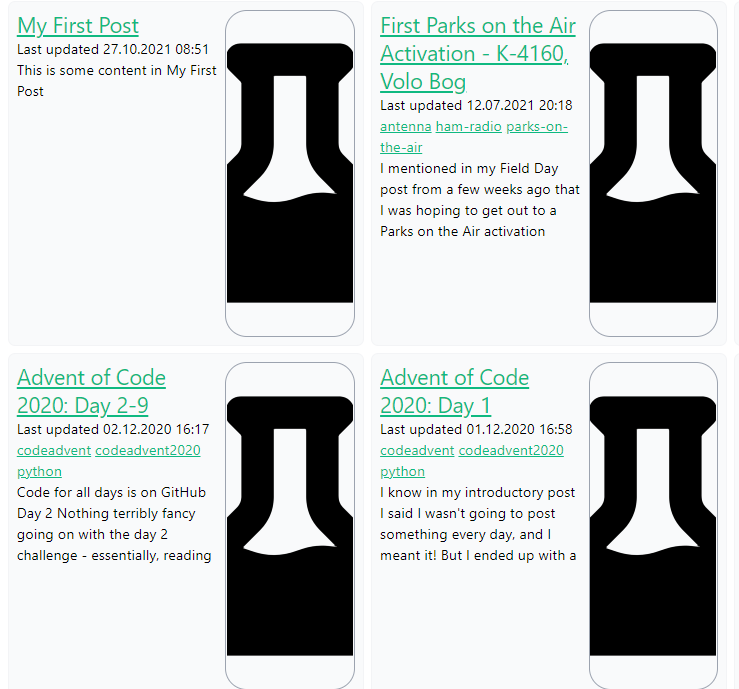 My First Post
Last updated 27.10.2021 08:51
This is some content in My First
Post
First Parks on the Air
Activation - K-4160,
Volo Bog
Last updated 12.07.2021 20:18
antenna ham-radio parks-on-
the-air
I mentioned in my Field Day
post from a few weeks ago that
I was hoping to get out to a
Parks on the Air activation
Advent of Code
2020: Day 2-9
Last updated 02.12.2020 16:17
codeadvent codeadvent2020
python
Code for all days is on GitHub
Day 2 Nothing terribly fancy
going on with the day 2
challenge - essentially, reading
Advent of Code
2020: Day 1
Last updated 01.12.2020 16:58
codeadvent codeadvent2020
python
I know in my introductory post
I said I wasn't going to post
something every day, and I
meant it! But I ended up with a